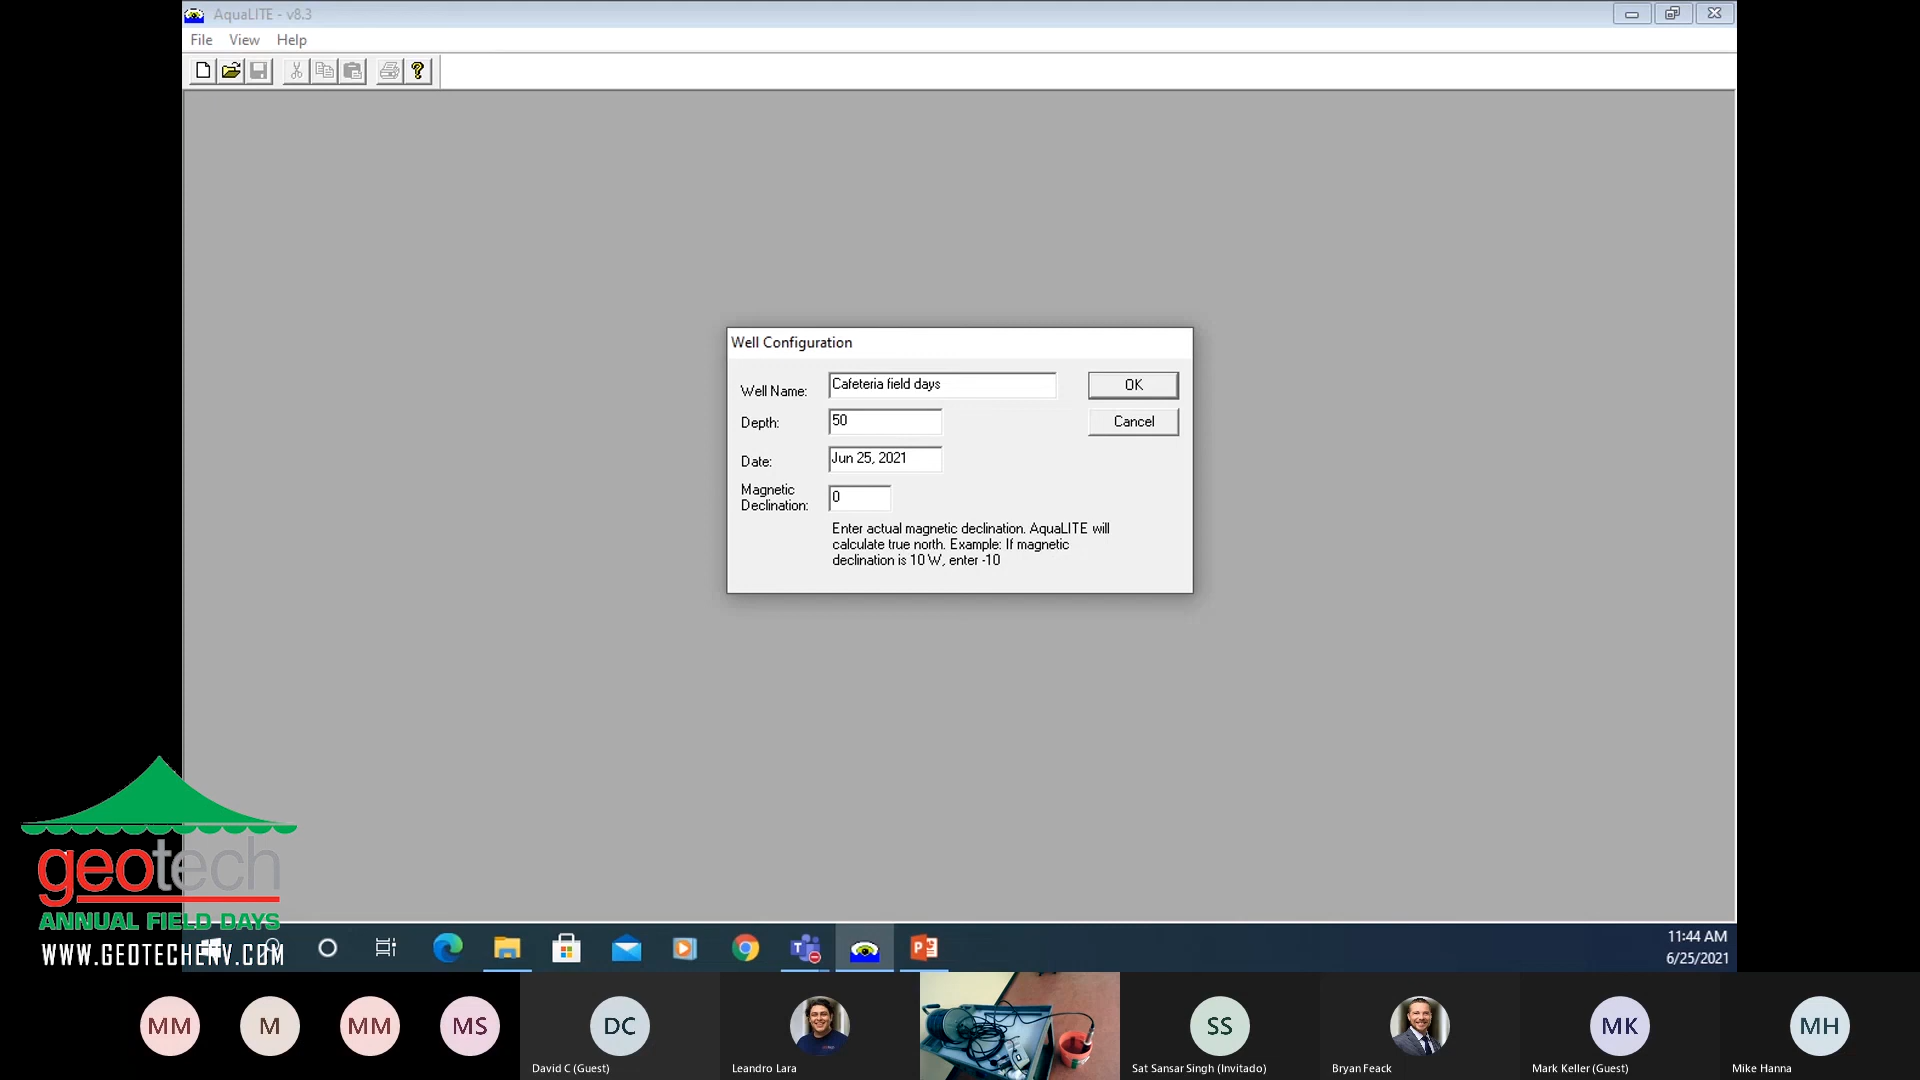 AquaLITE - v8.3
File View Help
Well Configuration
Well Name: Cafeteria field days OK
Depth: 50 Cancel
Date: Jun 25, 2021
Magnetic Declination: 0
Enter actual magnetic declination. AquaLITE will
calculate true north. Example: If magnetic
declination is 10 W, enter -10
geotech
ANNUAL FIELD DAYS
WWW.GEOTECHENV.COM
11:44 AM
6/25/2021
MM M MM MS DC SS MK MH
David C (Guest) Leandro Lara Sat Sansar Singh (Invitado) Bryan Feack Mark Keller (Guest) Mike Hanna